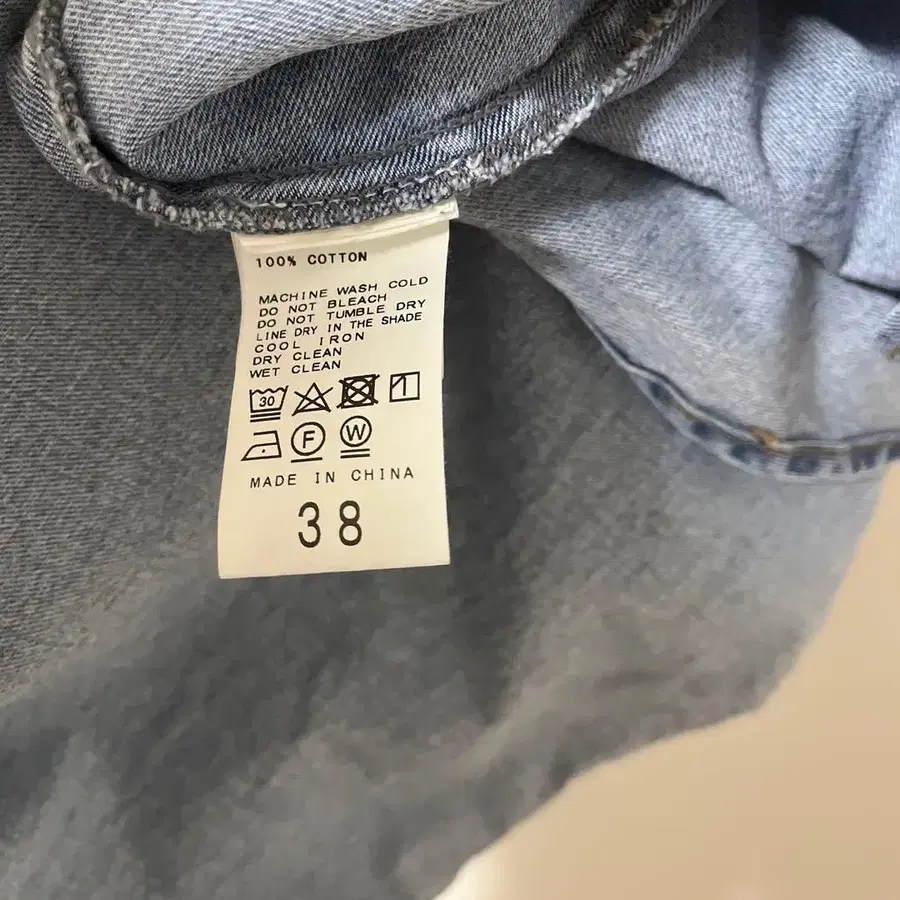 100% COTTON
MACHINE WASH COLD
DO NOT BLEACH
DO NOT TUMBLE DRY
LINE DRY IN THE SHADE
COOL IRON
DRY CLEAN
WET CLEAN
30
F W
MADE IN CHINA
38